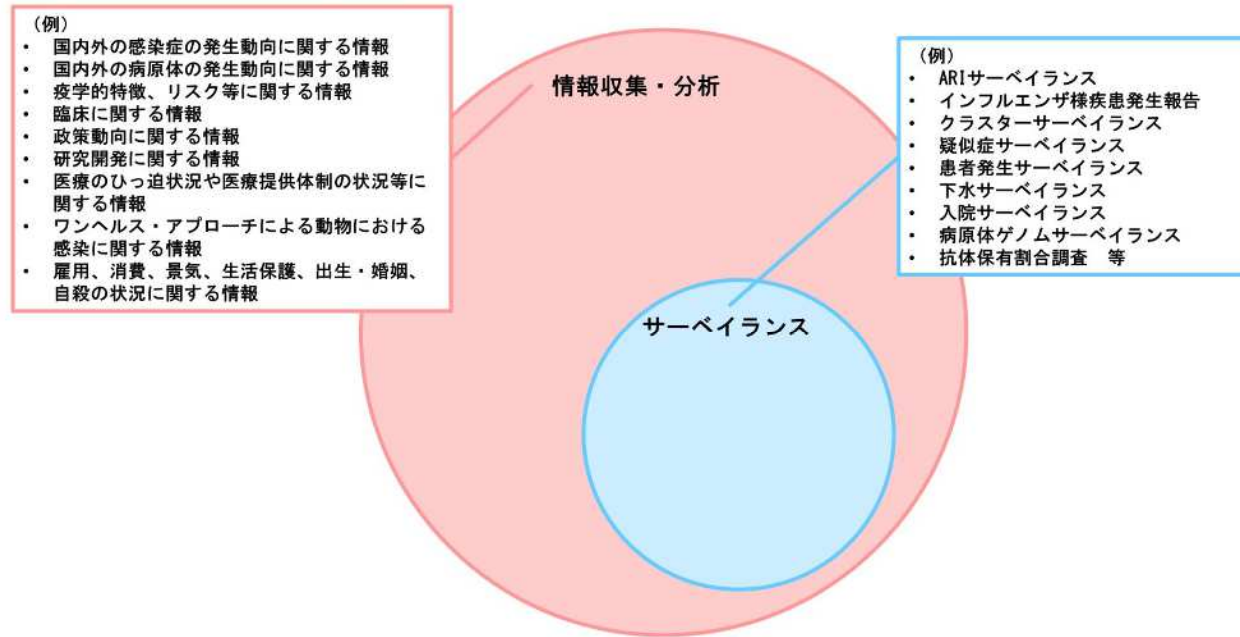 （例）
・ 国内外の感染症の発生動向に関する情報
・ 国内外の病原体の発生動向に関する情報
・ 疫学的特徴、リスク等に関する情報
・ 臨床に関する情報
・ 政策動向に関する情報
・ 研究開発に関する情報
・ 医療のひっ迫状況や医療提供体制の状況等に
関する情報
・ ワンヘルス・アプローチによる動物における
感染に関する情報
・ 雇用、消費、景気、生活保護、出生・婚姻、
自殺の状況に関する情報
情報収集・分析
サーベイランス
（例）
・ ARIサーベイランス
・ インフルエンザ様疾患発生報告
・ クラスターサーベイランス
・ 疑似症サーベイランス
・ 患者発生サーベイランス
・ 下水サーベイランス
・ 入院サーベイランス
・ 病原体ゲノムサーベイランス
・ 抗体保有割合調査　等